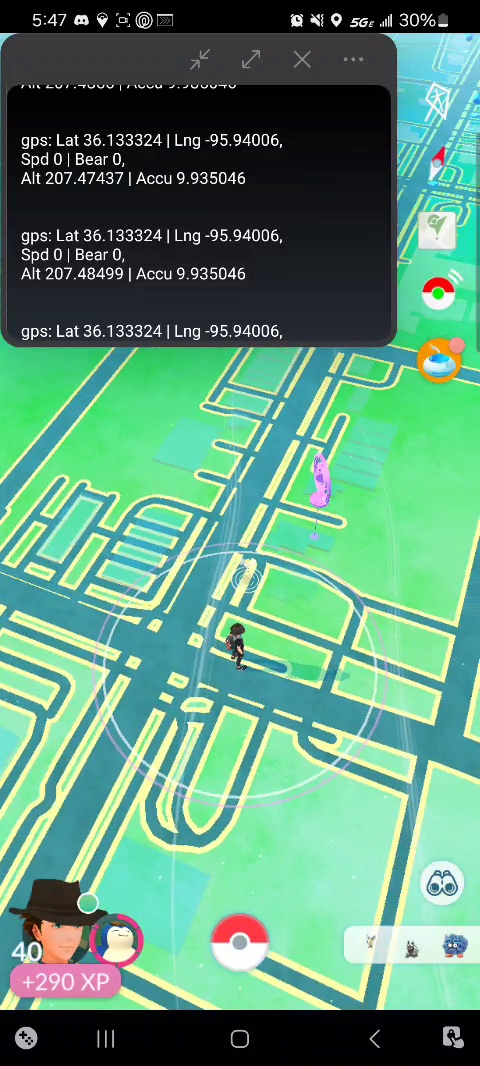 5:47
5GE 30%
gps: Lat 36.133324 | Lng -95.94006,
Spd 0 | Bear 0,
Alt 207.47437 | Accu 9.935046
gps: Lat 36.133324 | Lng -95.94006,
Spd 0 | Bear 0,
Alt 207.48499 | Accu 9.935046
gps: Lat 36.133324 | Lng -95.94006,
40
+290 XP